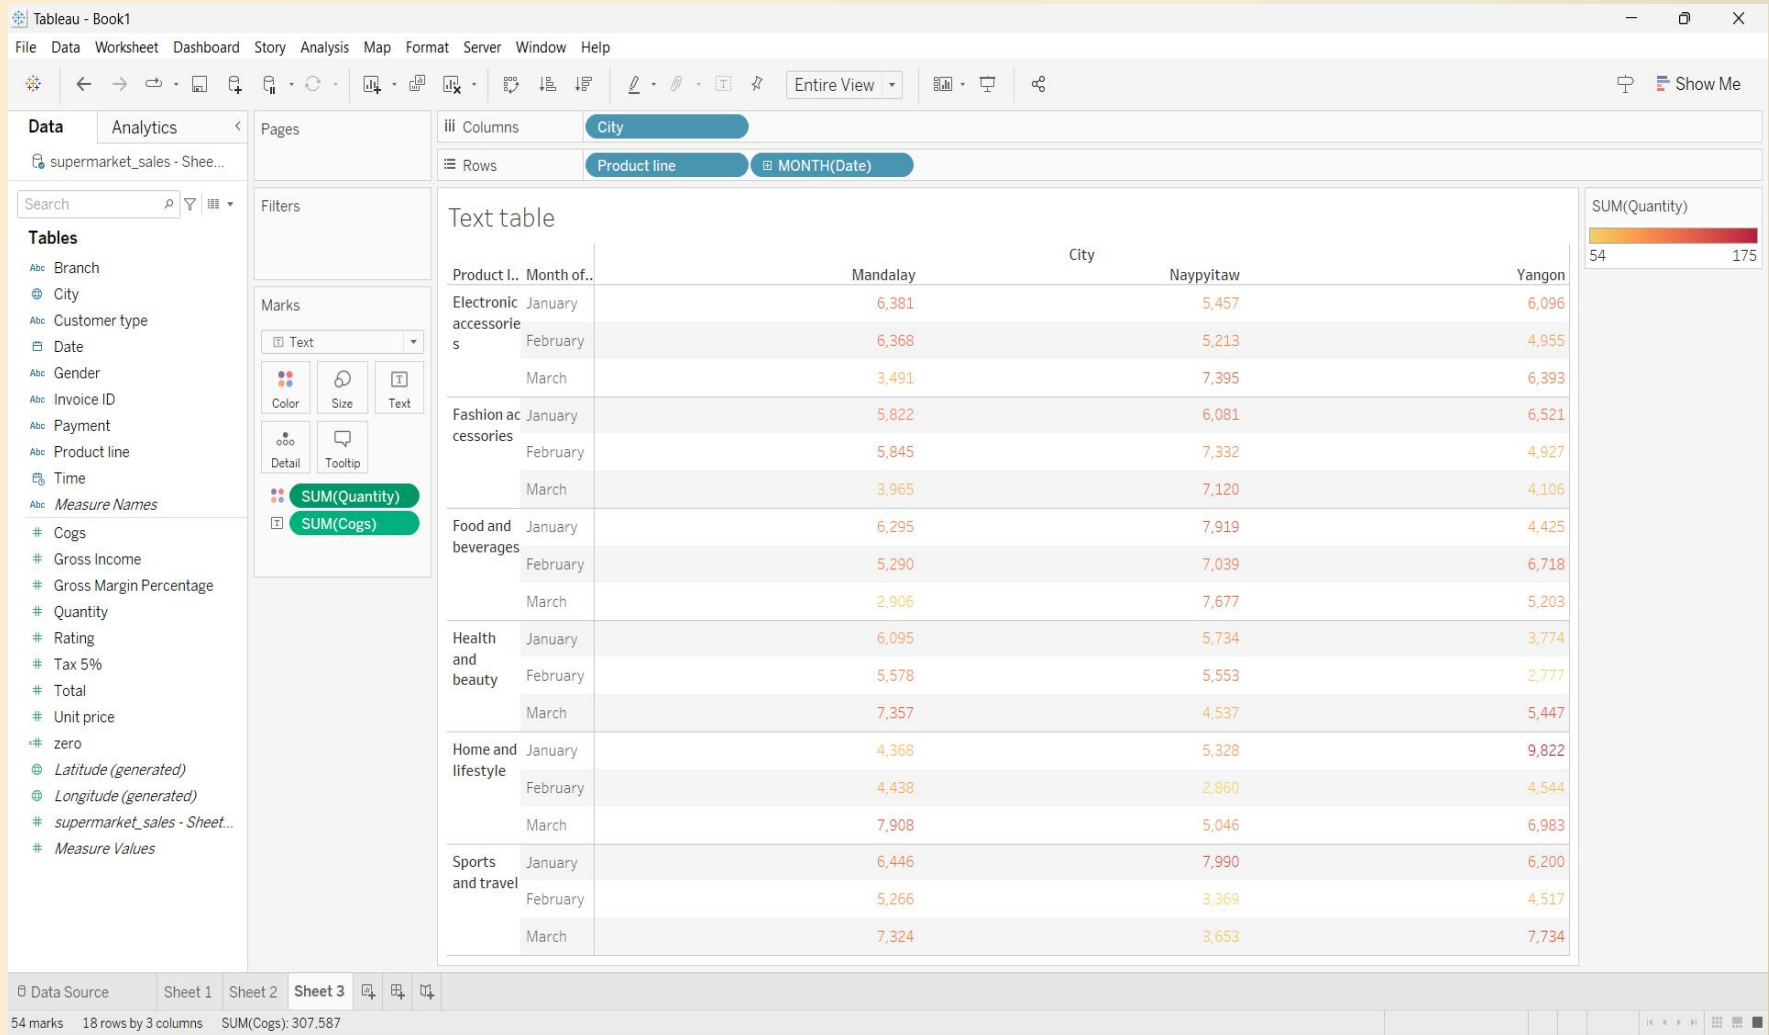 Tableau - Book1
File Data Worksheet Dashboard Story Analysis Map Format Server Window Help
Entire View
Show Me
Data Analytics
supermarket_sales - Shee...
Search
Tables
Abc Branch
City
Abc Customer type
Date
Abc Gender
Abc Invoice ID
Abc Payment
Abc Product line
Time
Abc Measure Names
# Cogs
# Gross Income
# Gross Margin Percentage
# Quantity
# Rating
# Tax 5%
# Total
# Unit price
=# zero
Latitude (generated)
Longitude (generated)
# supermarket_sales - Sheet...
# Measure Values
Pages
Filters
Marks
Text
Color Size Text
Detail Tooltip
SUM(Quantity)
SUM(Cogs)
Columns City
Rows Product line MONTH(Date)
Text table
City
Product l.. Month of.. Mandalay Naypyitaw Yangon
Electronic January 6,381 5,457 6,096
accessorie
s February 6,368 5,213 4,955
March 3,491 7,395 6,393
Fashion ac January 5,822 6,081 6,521
cessories
February 5,845 7,332 4,927
March 3,965 7,120 4,106
Food and January 6,295 7,919 4,425
beverages
February 5,290 7,039 6,718
March 2,906 7,677 5,203
Health January 6,095 5,734 3,774
and
beauty February 5,578 5,553 2,777
March 7,357 4,537 5,447
Home and January 4,368 5,328 9,822
lifestyle
February 4,438 2,860 4,544
March 7,908 5,046 6,983
Sports January 6,446 7,990 6,200
and travel
February 5,266 3,369 4,517
March 7,324 3,653 7,734
SUM(Quantity)
54 175
Data Source Sheet 1 Sheet 2 Sheet 3
54 marks 18 rows by 3 columns SUM(Cogs): 307,587